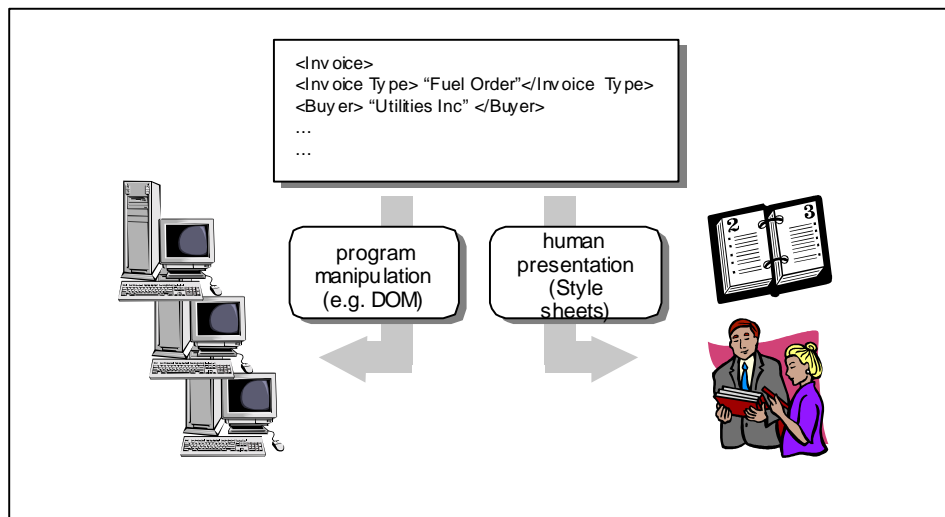 <Invoice>
<Invoice Type> “Fuel Order”</Invoice Type>
<Buyer> “Utilities Inc” </Buyer>
…
…
program
manipulation
(e.g. DOM)
human
presentation
(Style
sheets)
2
3